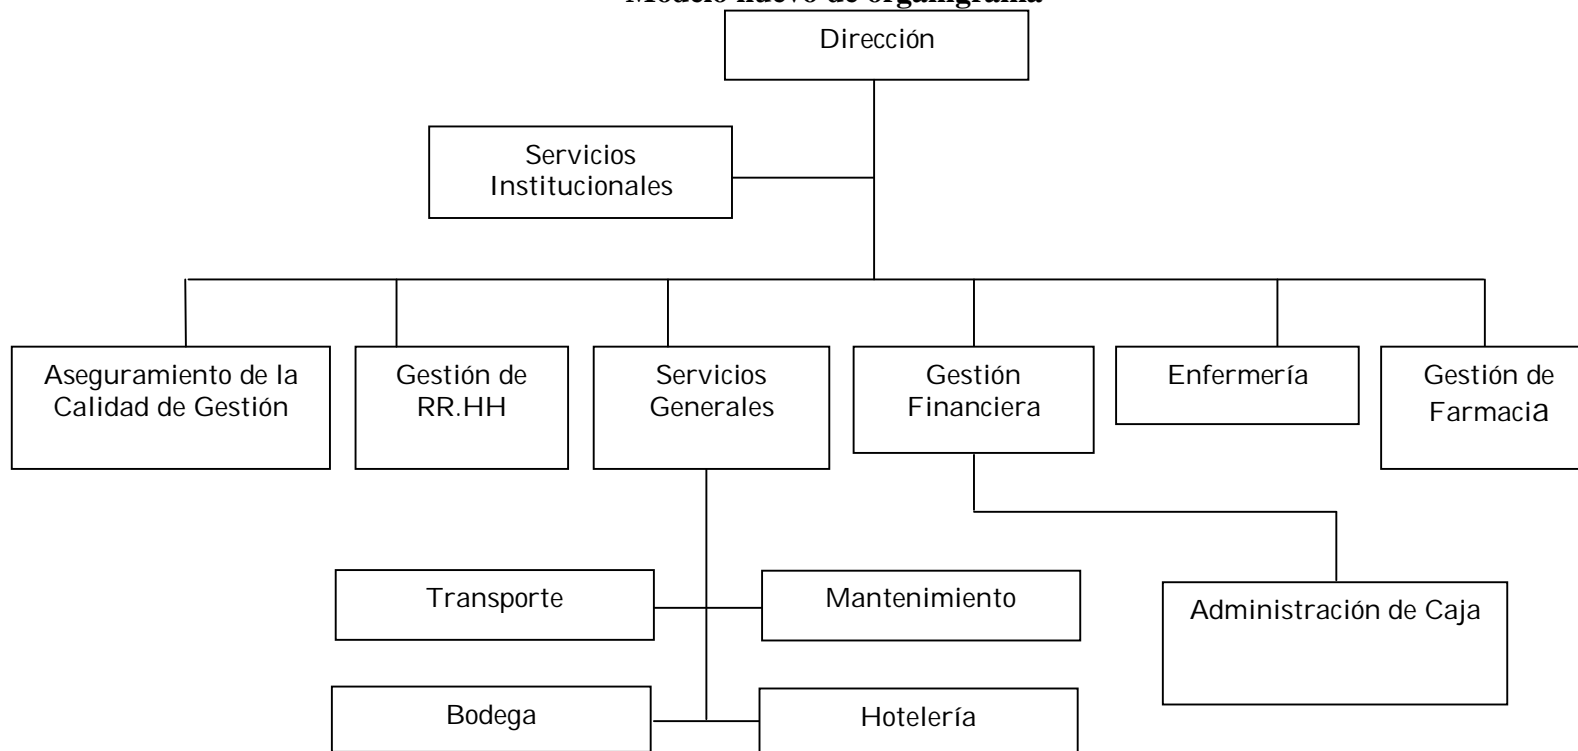 Modelo nuevo de organigrama
Dirección
Servicios
Institucionales
Aseguramiento de la
Calidad de Gestión
Gestión de
RR.HH
Servicios
Generales
Gestión
Financiera
Enfermería
Gestión de
Farmacia
Transporte
Mantenimiento
Administración de Caja
Bodega
Hotelería